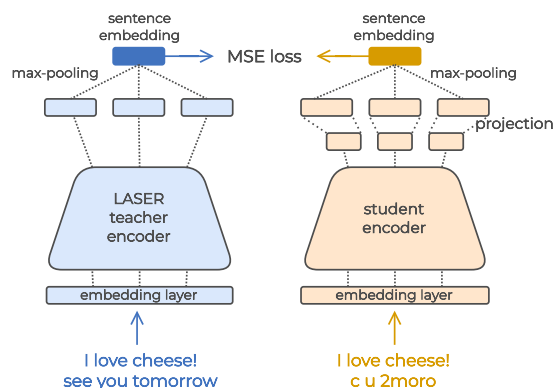 sentence
embedding
MSE loss
sentence
embedding
max-pooling
max-pooling
projection
LASER
teacher
encoder
student
encoder
embedding layer
embedding layer
I love cheese!
see you tomorrow
I love cheese!
c u 2moro